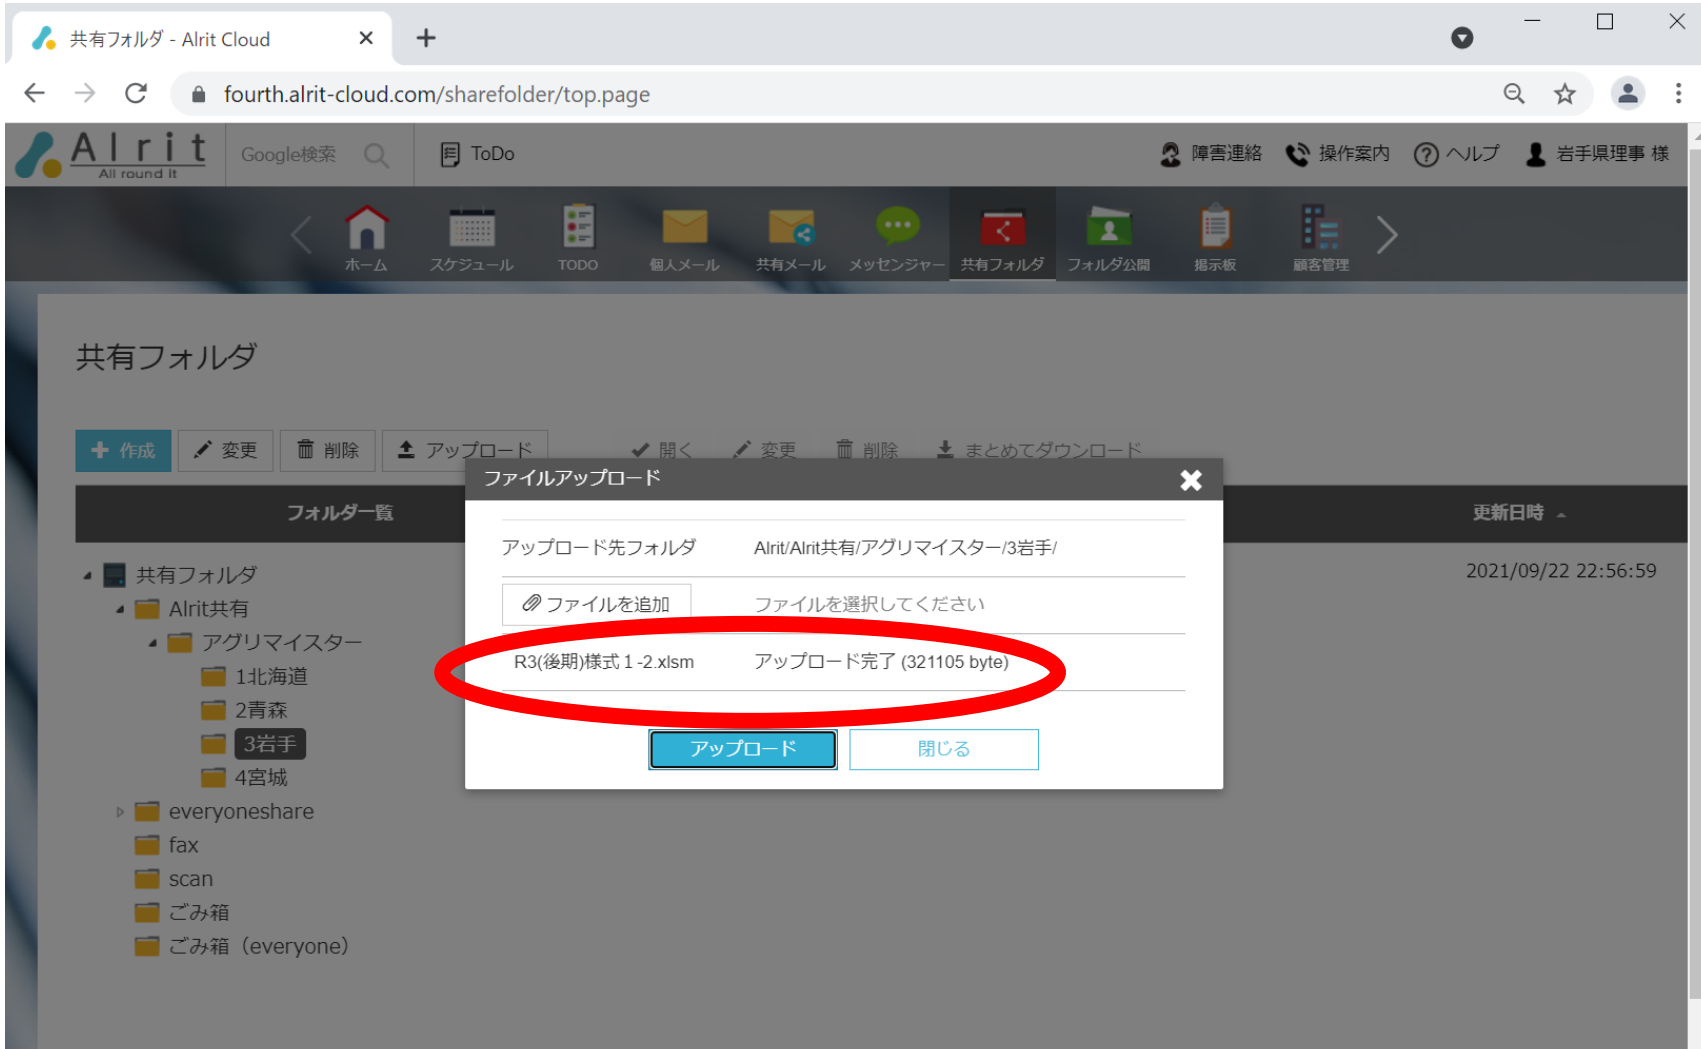 共有フォルダ - Alrit Cloud
fourth.alrit-cloud.com/sharefolder/top.page
Alrit
All round it
Google検索
ToDo
障害連絡
操作案内
ヘルプ
岩手県理事 様
ホーム
スケジュール
TODO
個人メール
共有メール
メッセンジャー
共有フォルダ
フォルダ公開
掲示板
顧客管理
共有フォルダ
作成
変更
削除
アップロード
開く
変更
削除
まとめてダウンロード
フォルダ一覧
更新日時
2021/09/22 22:56:59
共有フォルダ
Alrit共有
アグリマイスター
1北海道
2青森
3岩手
4宮城
everyoneshare
fax
scan
ごみ箱
ごみ箱（everyone）
ファイルアップロード
アップロード先フォルダ Alrit/Alrit共有/アグリマイスター/3岩手/
ファイルを追加 ファイルを選択してください
R3(後期)様式１-2.xlsm アップロード完了 (321105 byte)
アップロード
閉じる